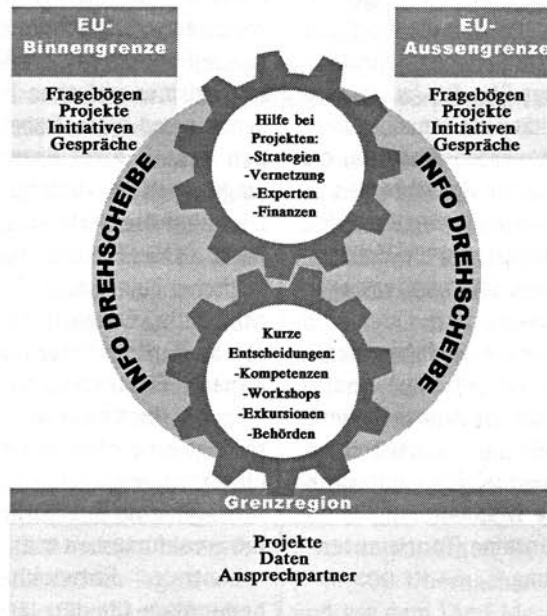 EU-
Binnengrenze
Fragebögen
Projekte
Initiativen
Gespräche
EU-
Aussengrenze
Fragebögen
Projekte
Initiativen
Gespräche
INFO DREHSCHEIBE
INFO DREHSCHEIBE
Hilfe bei
Projekten:
-Strategien
-Vernetzung
-Experten
-Finanzen
Kurze
Entscheidungen:
-Kompetenzen
-Workshops
-Exkursionen
-Behörden
Grenzregion
Projekte
Daten
Ansprechpartner